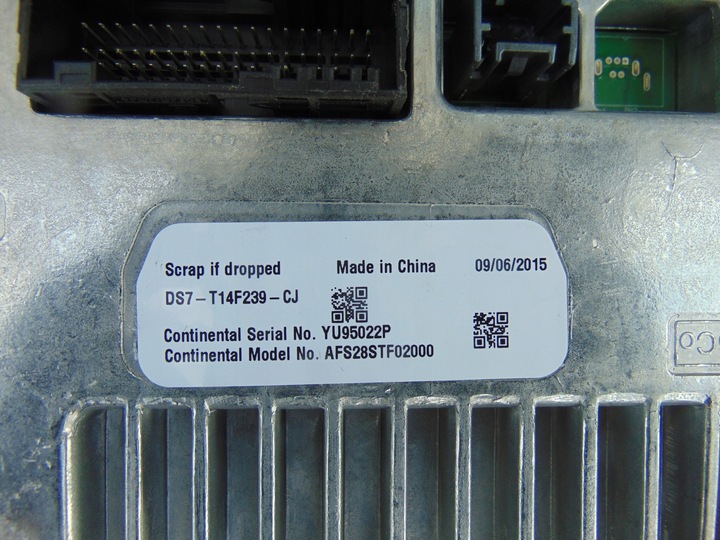 Scrap if dropped Made in China 09/06/2015
DS7-T14F239-CJ
Continental Serial No. YU95022P
Continental Model No. AFS28STF02000